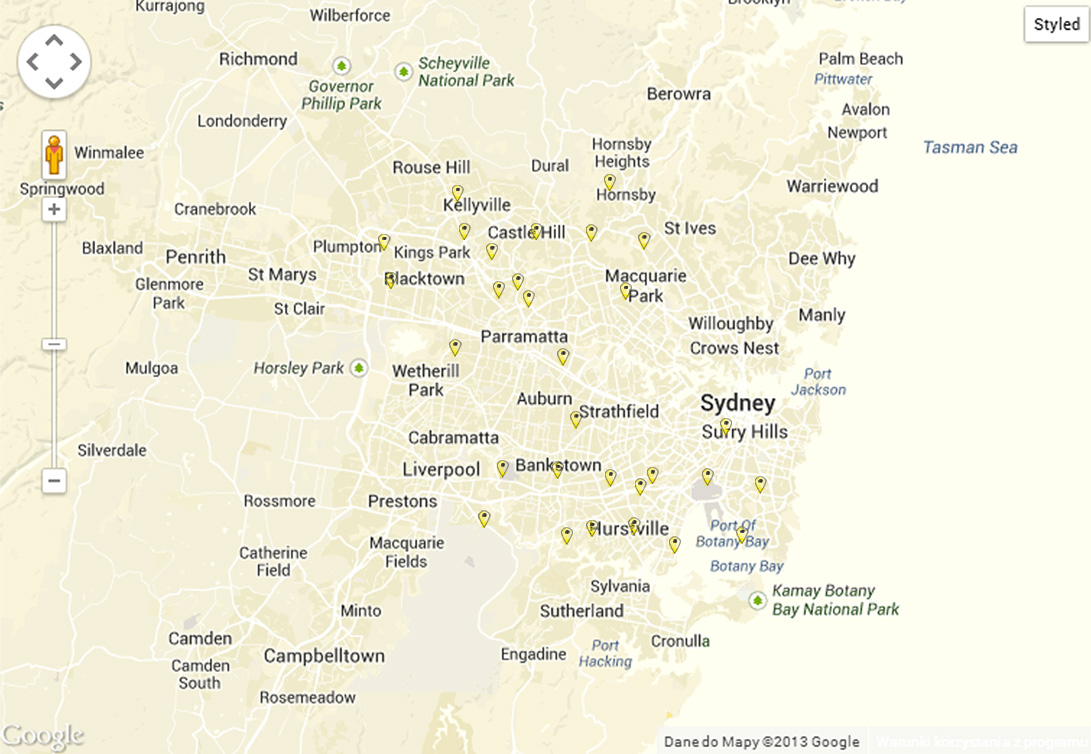 Kurrajong
Wilberforce
Styled
Richmond
Governor
Phillip Park
Scheyville
National Park
Palm Beach
Pittwater
Berowra
Avalon
Newport
Londonderry
Tasman Sea
Winmalee
Hornsby
Heights
Rouse Hill
Dural
Springwood
Hornsby
Warriewood
Cranebrook
Kellyville
Castle Hill
St Ives
Blaxland
Penrith
Plumpton
Kings Park
Dee Why
St Marys
Blacktown
Macquarie
Park
Glenmore
Park
St Clair
Manly
Willoughby
Parramatta
Crows Nest
Mulgoa
Horsley Park
Wetherill
Park
Port
Jackson
Auburn
Strathfield
Sydney
Surry Hills
Cabramatta
Silverdale
Liverpool
Bankstown
Rossmore
Prestons
Hurstville
Port Of
Botany Bay
Macquarie
Fields
Catherine
Field
Botany Bay
Sylvania
Kamay Botany
Bay National Park
Minto
Sutherland
Camden
Campbelltown
Engadine
Port
Hacking
Cronulla
Camden
South
Rosemeadow
Google
Dane do Mapy ©2013 Google
Warunki korzystania z programu